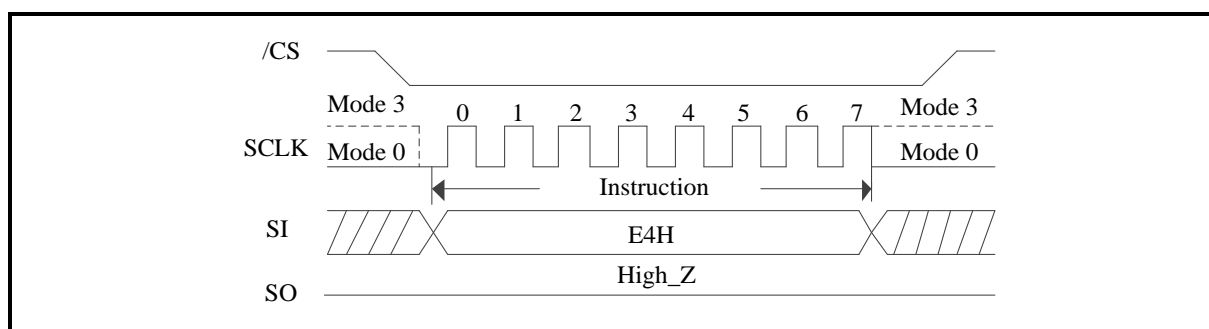 /CS
Mode 3 0 1 2 3 4 5 6 7 Mode 3
SCLK Mode 0 Mode 0
Instruction
SI E4H
High_Z
SO